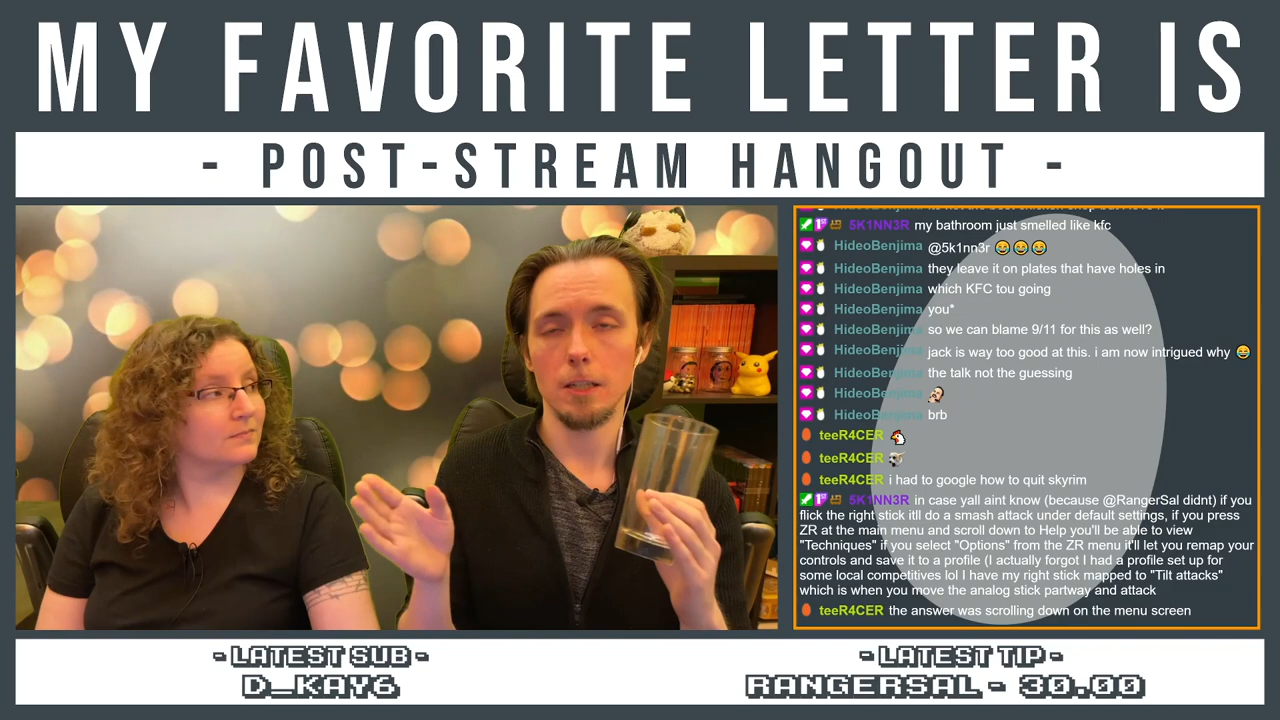 MY FAVORITE LETTER IS
- POST-STREAM HANGOUT -
5K1NN3R my bathroom just smelled like kfc
HideoBenjima @5k1nn3r 😂😂😂
HideoBenjima they leave it on plates that have holes in
HideoBenjima which KFC tou going
HideoBenjima you*
HideoBenjima so we can blame 9/11 for this as well?
HideoBenjima jack is way too good at this. i am now intrigued why 😂
HideoBenjima the talk not the guessing
HideoBenjima
HideoBenjima brb
teeR4CER
teeR4CER
teeR4CER i had to google how to quit skyrim
5K1NN3R in case yall aint know (because @RangerSal didnt) if you
flick the right stick itll do a smash attack under default settings, if you press
ZR at the main menu and scroll down to Help you'll be able to view
"Techniques" if you select "Options" from the ZR menu it'll let you remap your
controls and save it to a profile (I actually forgot I had a profile set up for
some local competitives lol I have my right stick mapped to "Tilt attacks"
which is when you move the analog stick partway and attack
teeR4CER the answer was scrolling down on the menu screen
- LATEST SUB -
D_KAY6
- LATEST TIP -
RANGERSAL - 30.00